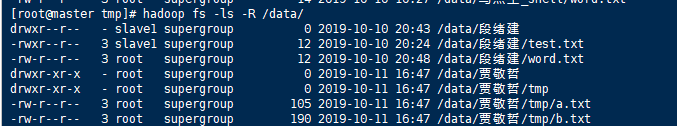 [root@master tmp]# hadoop fs -ls -R /data/
drwxr--r--   - slave1 supergroup          0 2019-10-10 20:43 /data/段绪建
-rwxr--r--   3 slave1 supergroup         12 2019-10-10 20:24 /data/段绪建/test.txt
-rw-r--r--   3 root   supergroup         12 2019-10-10 20:48 /data/段绪建/word.txt
drwxr-xr-x   - root   supergroup          0 2019-10-11 16:47 /data/贾敬哲
drwxr-xr-x   - root   supergroup          0 2019-10-11 16:47 /data/贾敬哲/tmp
-rw-r--r--   3 root   supergroup        105 2019-10-11 16:47 /data/贾敬哲/tmp/a.txt
-rw-r--r--   3 root   supergroup        190 2019-10-11 16:47 /data/贾敬哲/tmp/b.txt